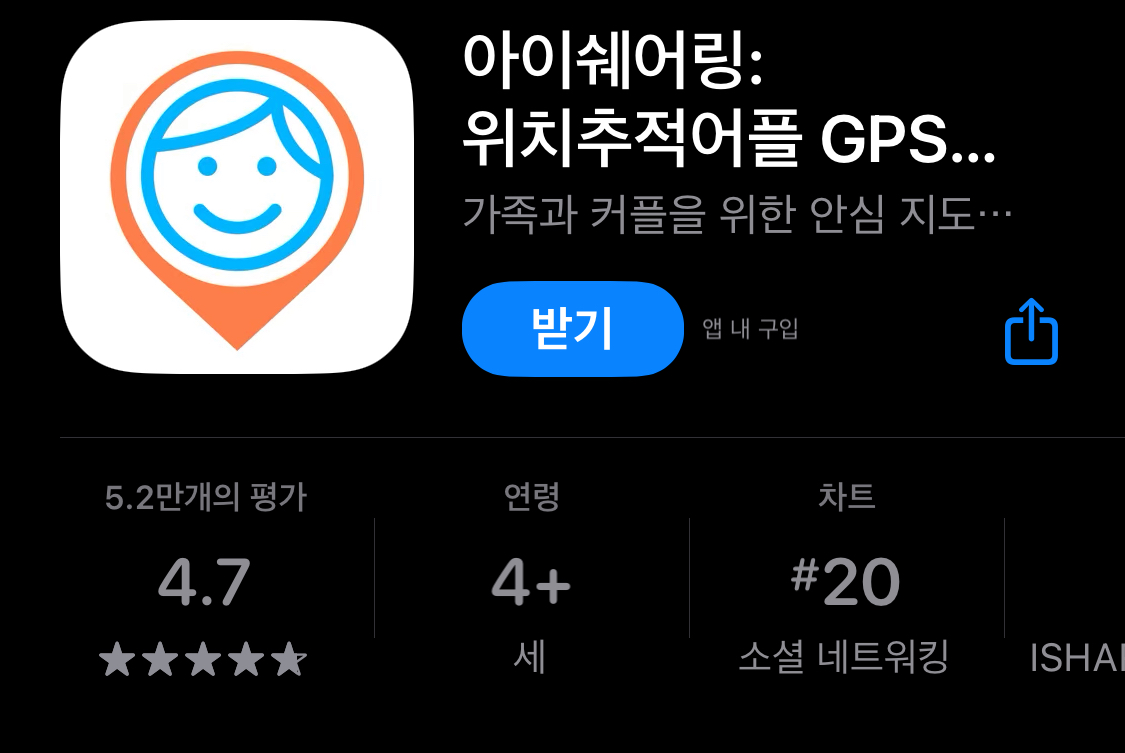 아이쉐어링:
위치추적어플 GPS...
가족과 커플을 위한 안심 지도…
받기
앱 내 구입
5.2만개의 평가
연령
차트
4.7
4+
#20
세
소셜 네트워킹